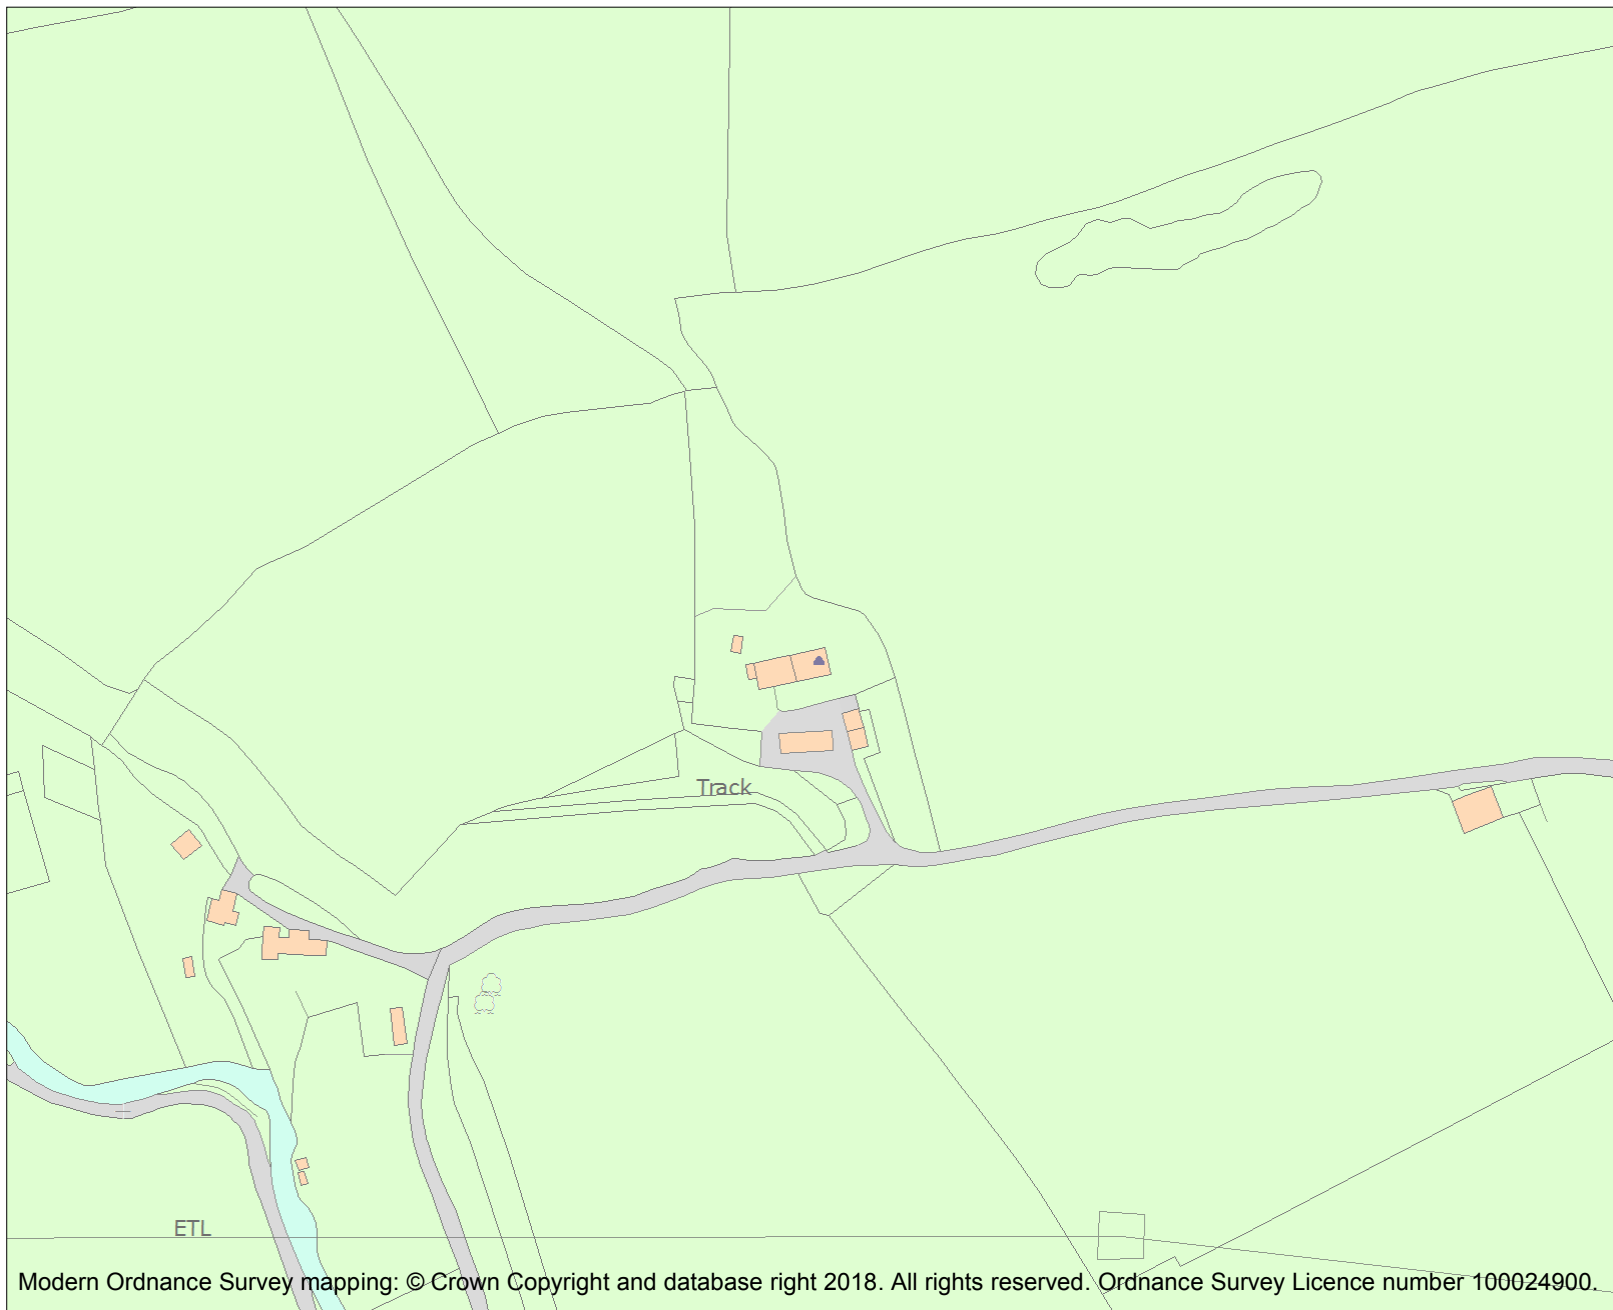 Track
ETL
Modern Ordnance Survey mapping: © Crown Copyright and database right 2018. All rights reserved. Ordnance Survey Licence number 100024900.